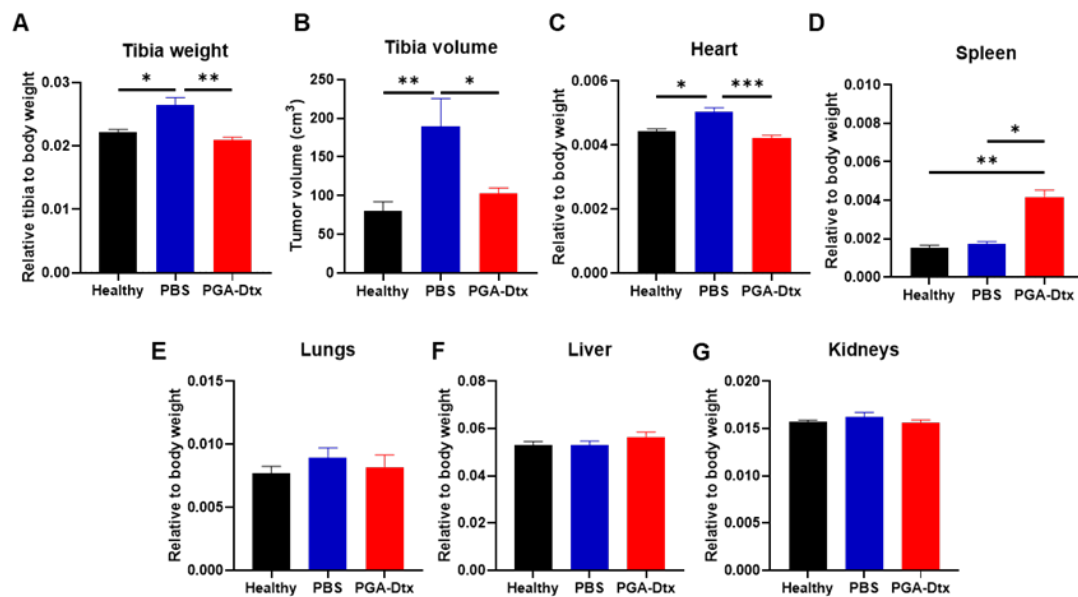 A
Tibia weight
Relative tibia to body weight
0.03
0.02
0.01
0.00
* **
Healthy PBS PGA-Dtx
B
Tibia volume
Tumor volume (cm³)
250
200
150
100
50
0
** *
Healthy PBS PGA-Dtx
C
Heart
Relative to body weight
0.006
0.004
0.002
0.000
* ***
Healthy PBS PGA-Dtx
D
Spleen
Relative to body weight
0.010
0.008
0.006
0.004
0.002
0.000
*
**
Healthy PBS PGA-Dtx
E
Lungs
Relative to body weight
0.015
0.010
0.005
0.000
Healthy PBS PGA-Dtx
F
Liver
Relative to body weight
0.08
0.06
0.04
0.02
0.00
Healthy PBS PGA-Dtx
G
Kidneys
Relative to body weight
0.020
0.015
0.010
0.005
0.000
Healthy PBS PGA-Dtx